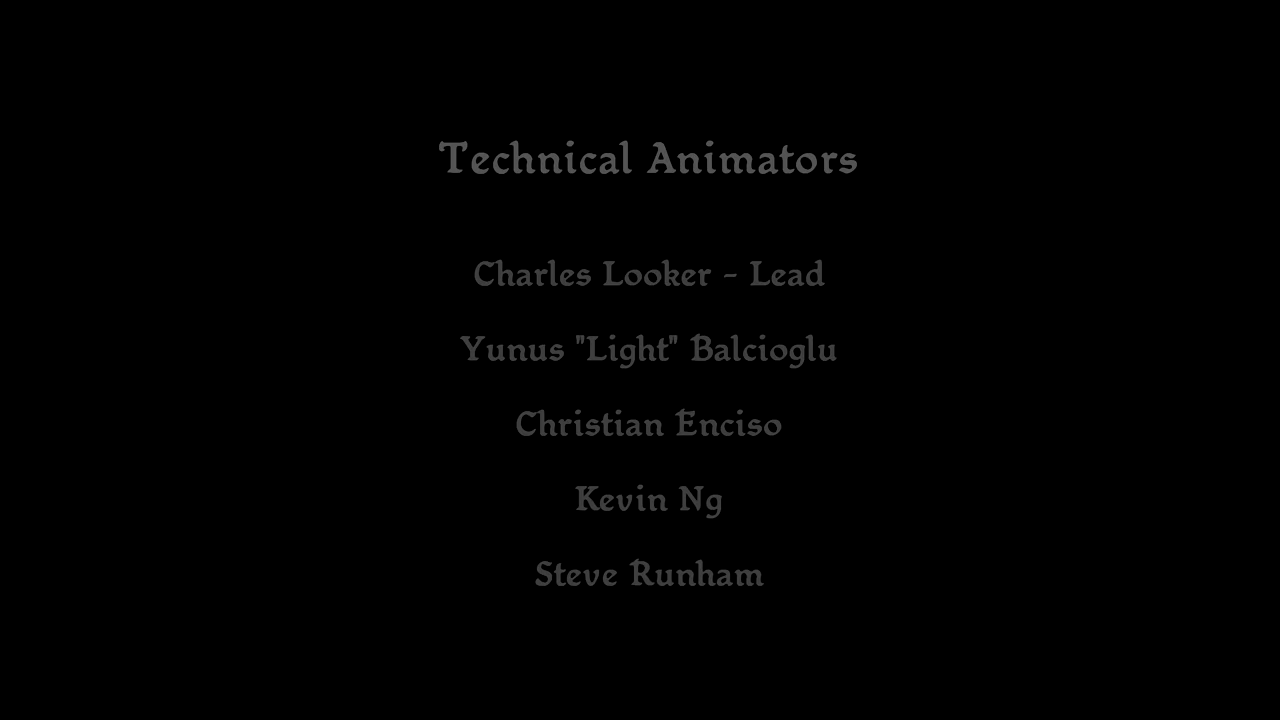 Technical Animators
Charles Looker - Lead
Yunus "Light" Balcioglu
Christian Enciso
Kevin Ng
Steve Runham